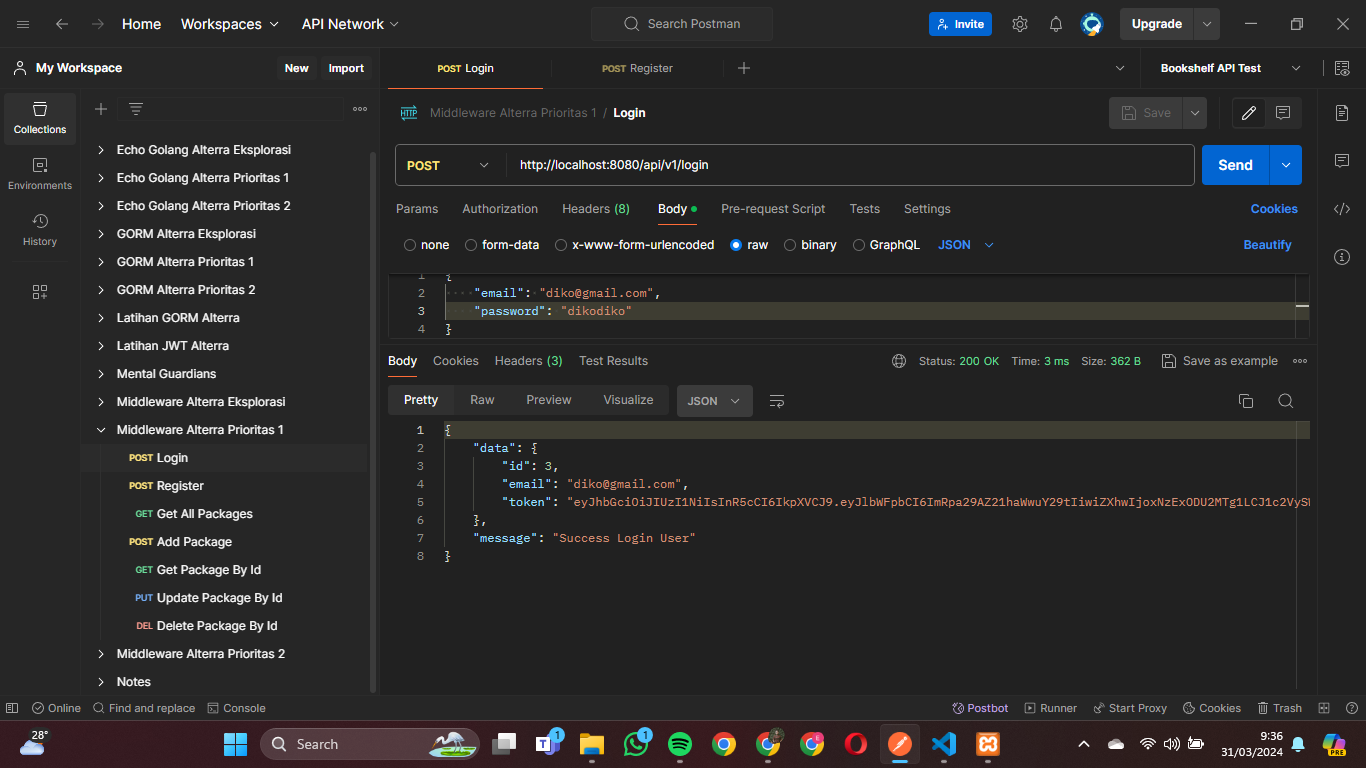 Home Workspaces API Network Search Postman Invite Upgrade
My Workspace New Import POST Login POST Register Bookshelf API Test
Collections
Environments
History
Echo Golang Alterra Eksplorasi
Echo Golang Alterra Prioritas 1
Echo Golang Alterra Prioritas 2
GORM Alterra Eksplorasi
GORM Alterra Prioritas 1
GORM Alterra Prioritas 2
Latihan GORM Alterra
Latihan JWT Alterra
Mental Guardians
Middleware Alterra Eksplorasi
Middleware Alterra Prioritas 1
POST Login
POST Register
GET Get All Packages
POST Add Package
GET Get Package By Id
PUT Update Package By Id
DEL Delete Package By Id
Middleware Alterra Prioritas 2
Notes
HTTP Middleware Alterra Prioritas 1 / Login Save
POST http://localhost:8080/api/v1/login Send
Params Authorization Headers (8) Body Pre-request Script Tests Settings Cookies
none form-data x-www-form-urlencoded raw binary GraphQL JSON Beautify
1 {
2 "email": "diko@gmail.com",
3 "password": "dikodiko"
4 }
Body Cookies Headers (3) Test Results Status: 200 OK Time: 3 ms Size: 362 B Save as example
Pretty Raw Preview Visualize JSON
1 {
2 "data": {
3 "id": 3,
4 "email": "diko@gmail.com",
5 "token": "eyJhbGciOiJIUzI1NiIsInR5cCI6IkpXVCJ9.eyJlbWFpbCI6ImRpa29AZ21haWwuY29tIiwiZXhwIjoxNzExODU2MTg1LCJ1c2VyS
6 },
7 "message": "Success Login User"
8 }
Online Find and replace Console Postbot Runner Start Proxy Cookies Trash
28° Search 1 1 PRE 9:36
31/03/2024